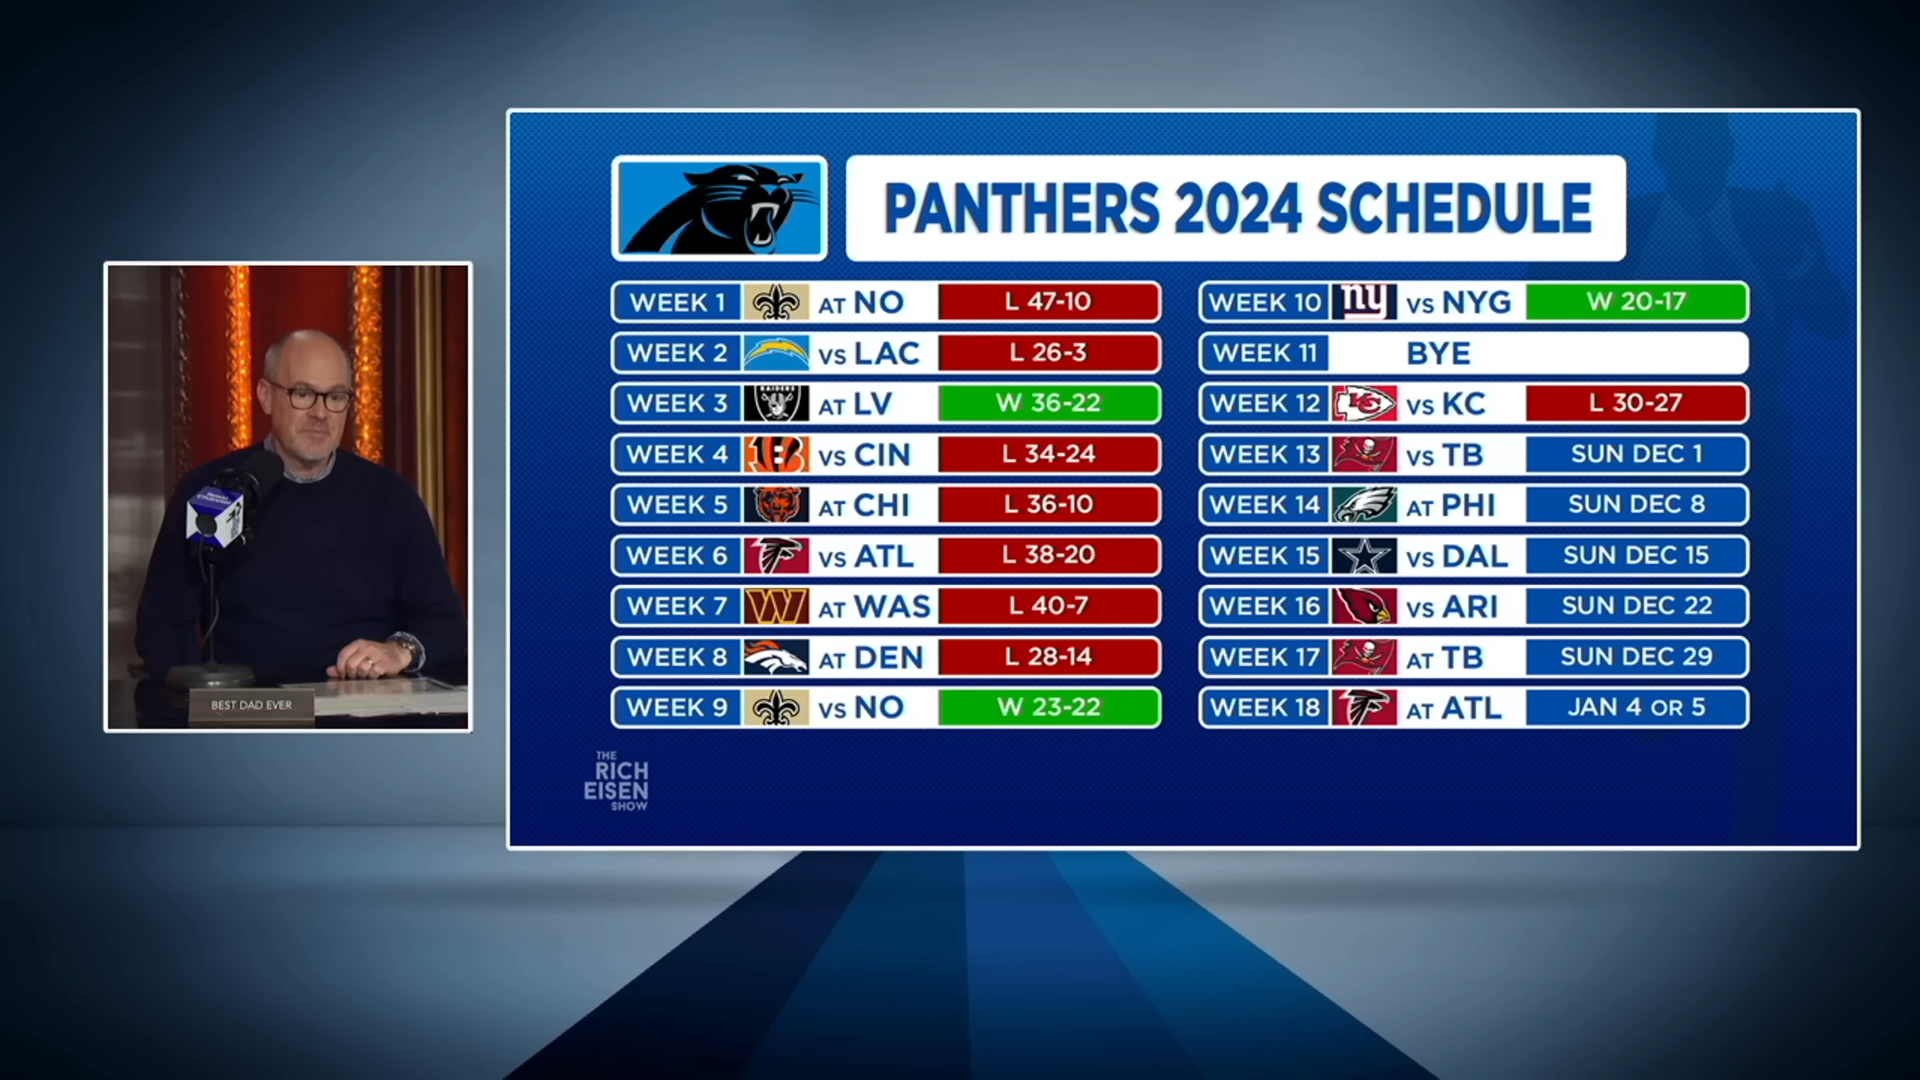 PANTHERS 2024 SCHEDULE
WEEK 1 AT NO L 47-10
WEEK 2 VS LAC L 26-3
WEEK 3 RAIDERS AT LV W 36-22
WEEK 4 B VS CIN L 34-24
WEEK 5 AT CHI L 36-10
WEEK 6 VS ATL L 38-20
WEEK 7 W AT WAS L 40-7
WEEK 8 AT DEN L 28-14
WEEK 9 VS NO W 23-22
WEEK 10 ny VS NYG W 20-17
WEEK 11 BYE
WEEK 12 KC VS KC L 30-27
WEEK 13 VS TB SUN DEC 1
WEEK 14 AT PHI SUN DEC 8
WEEK 15 VS DAL SUN DEC 15
WEEK 16 VS ARI SUN DEC 22
WEEK 17 AT TB SUN DEC 29
WEEK 18 AT ATL JAN 4 OR 5
BEST DAD EVER
THE
RICH
EISEN
SHOW